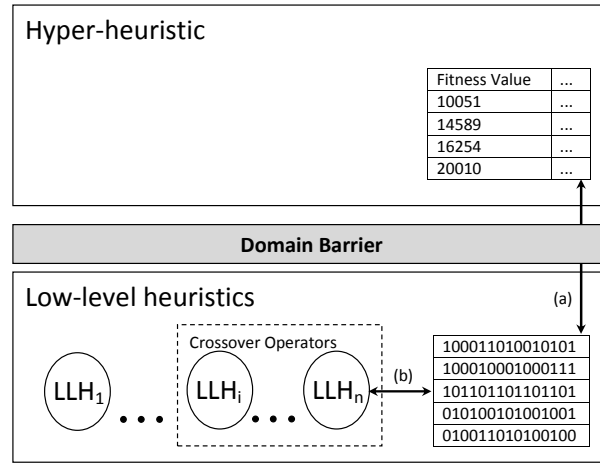 Hyper-heuristic
Fitness Value ...
10051 ...
14589 ...
16254 ...
20010 ...
Domain Barrier
Low-level heuristics
(a)
Crossover Operators
LLH1 ... LLHi ... LLHn
(b)
100011010010101
100010001000111
101101101101101
010100101001001
010011010100100